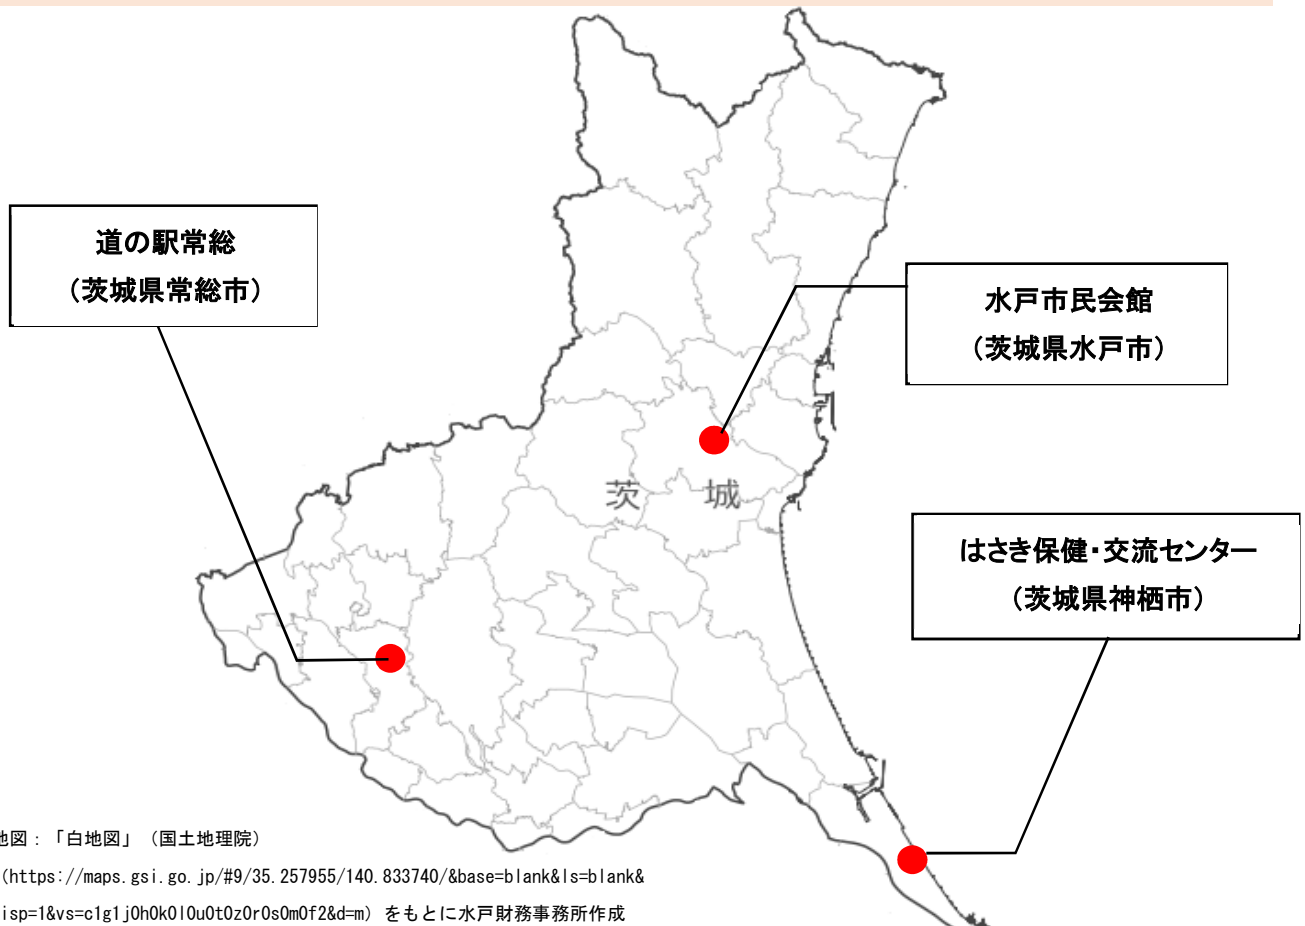 道の駅常総
（茨城県常総市）
水戸市民会館
（茨城県水戸市）
茨 城
はさき保健・交流センター
（茨城県神栖市）
地図：「白地図」（国土地理院）
（https://maps.gsi.go.jp/#9/35.257955/140.833740/&base=blank&ls=blank&
isp=1&vs=c1g1j0h0k0l0u0t0z0r0s0m0f2&d=m）をもとに水戸財務事務所作成